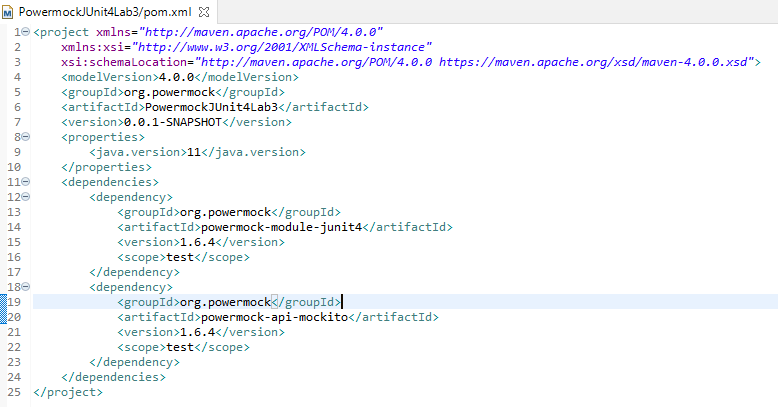 PowermockJUnit4Lab3/pom.xml
1 <project xmlns="http://maven.apache.org/POM/4.0.0"
2 xmlns:xsi="http://www.w3.org/2001/XMLSchema-instance"
3 xsi:schemaLocation="http://maven.apache.org/POM/4.0.0 https://maven.apache.org/xsd/maven-4.0.0.xsd">
4 <modelVersion>4.0.0</modelVersion>
5 <groupId>org.powermock</groupId>
6 <artifactId>PowermockJUnit4Lab3</artifactId>
7 <version>0.0.1-SNAPSHOT</version>
8 <properties>
9 <java.version>11</java.version>
10 </properties>
11 <dependencies>
12 <dependency>
13 <groupId>org.powermock</groupId>
14 <artifactId>powermock-module-junit4</artifactId>
15 <version>1.6.4</version>
16 <scope>test</scope>
17 </dependency>
18 <dependency>
19 <groupId>org.powermock</groupId>
20 <artifactId>powermock-api-mockito</artifactId>
21 <version>1.6.4</version>
22 <scope>test</scope>
23 </dependency>
24 </dependencies>
25 </project>